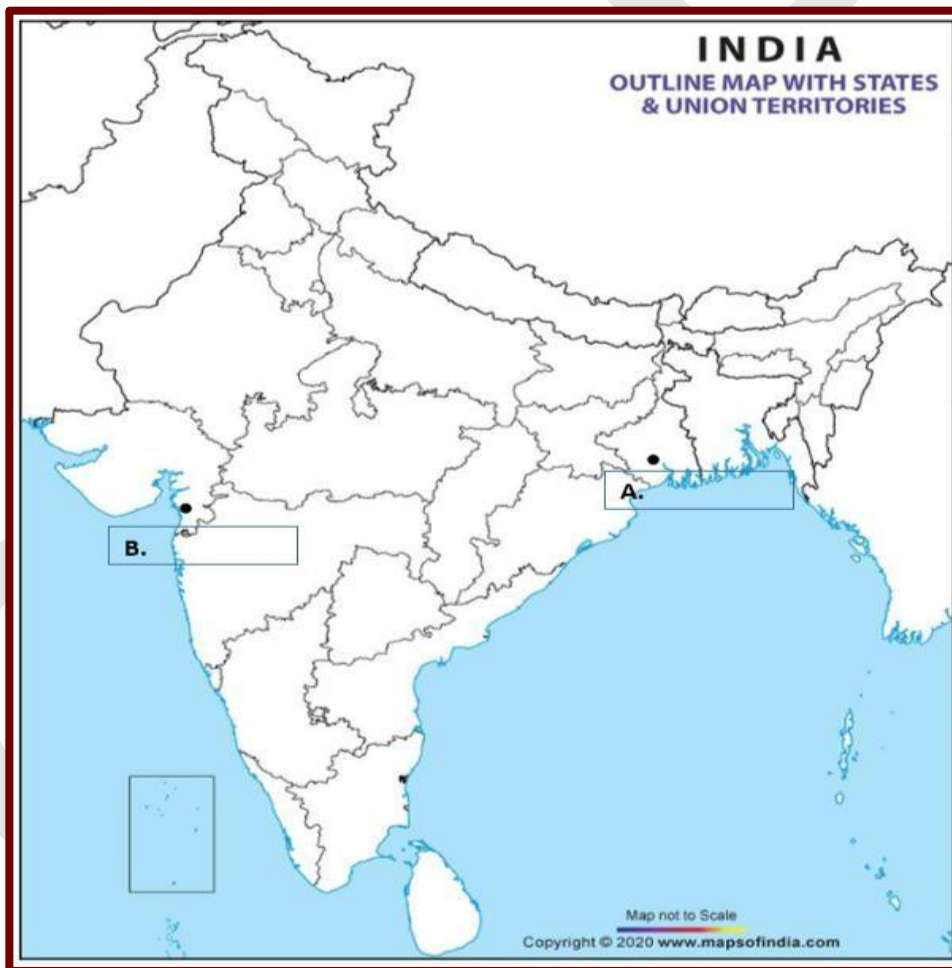 INDIA
OUTLINE MAP WITH STATES
& UNION TERRITORIES
A.
B.
Map not to Scale
Copyright © 2020 www.mapsofindia.com